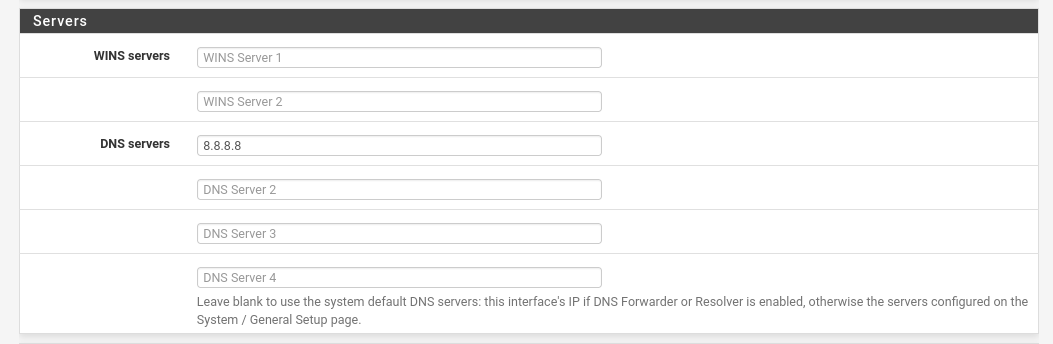 Servers
WINS servers
WINS Server 1
WINS Server 2
DNS servers
8.8.8.8
DNS Server 2
DNS Server 3
DNS Server 4
Leave blank to use the system default DNS servers: this interface's IP if DNS Forwarder or Resolver is enabled, otherwise the servers configured on the
System / General Setup page.